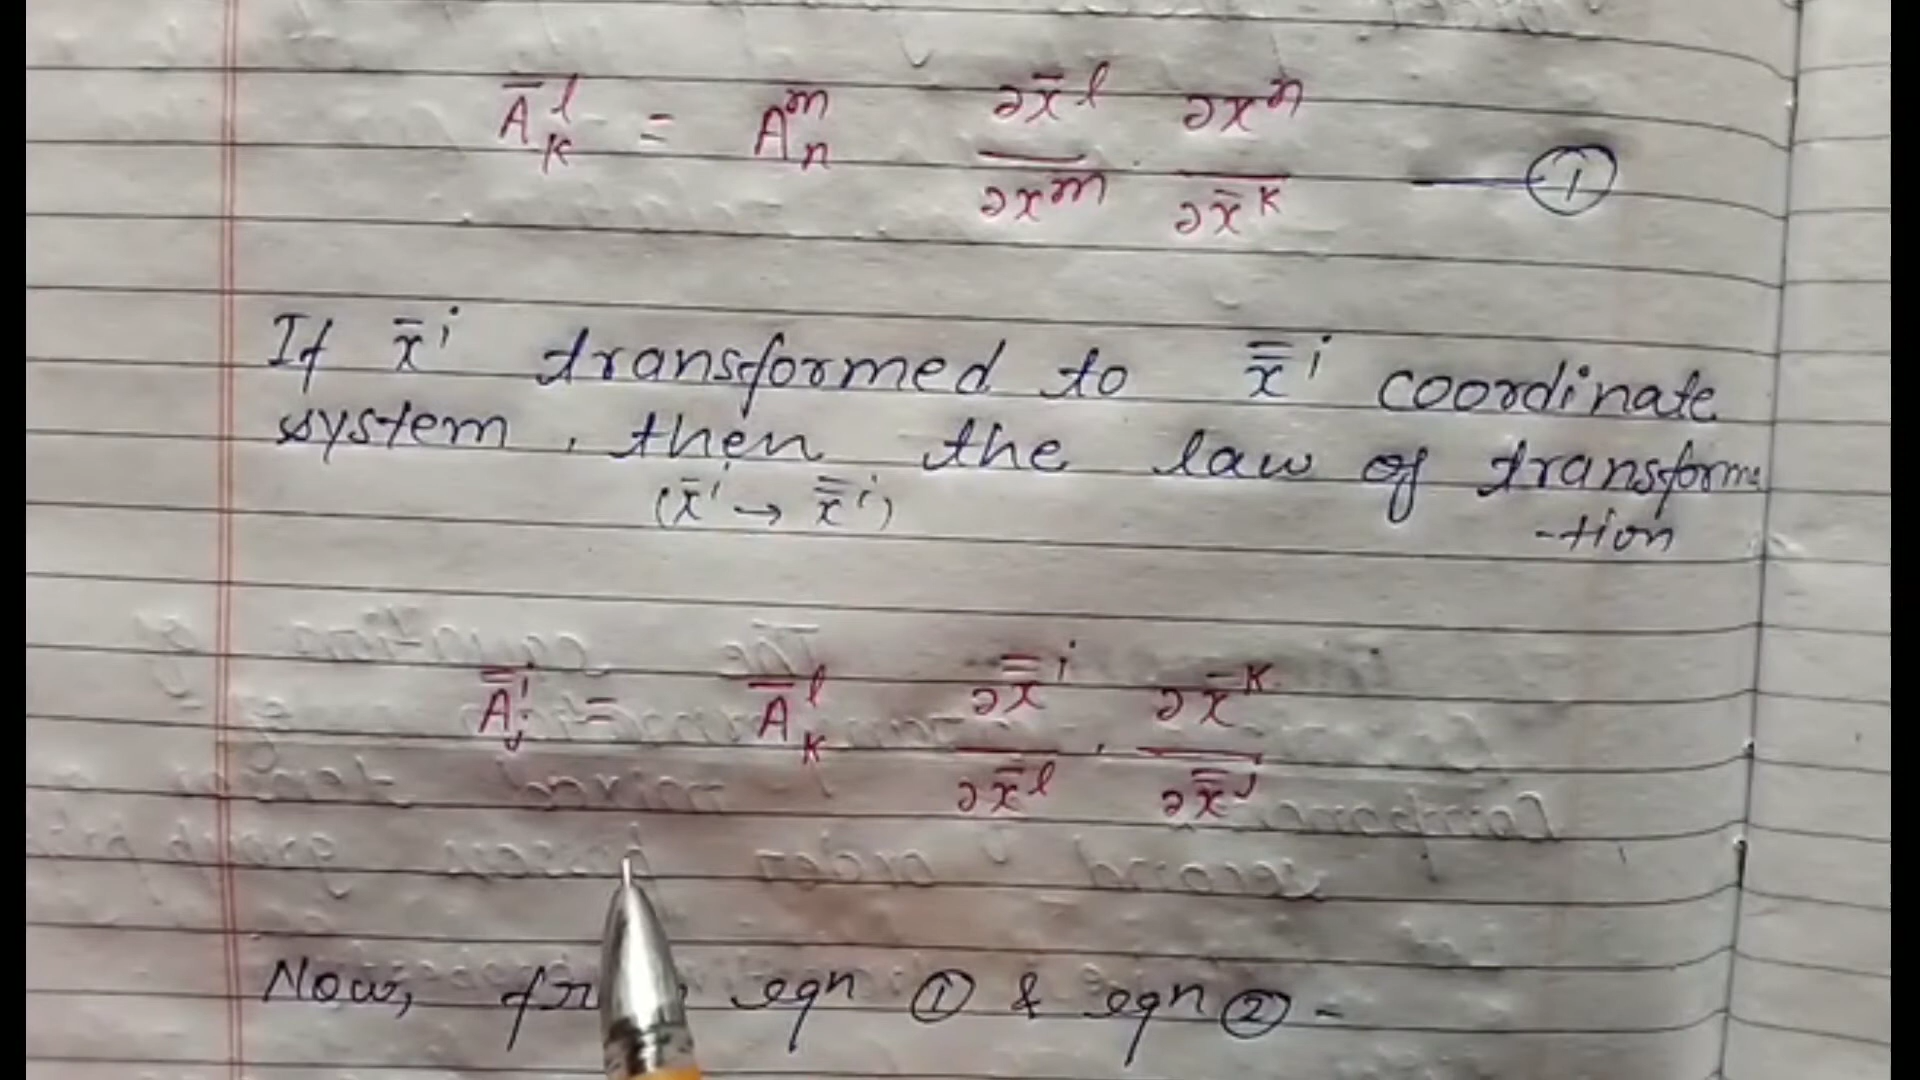 Ā^l_k = A^m_n ∂x̄^l/∂x^m · ∂x^n/∂x̄^k —①
If x̄^i transformed to x̿^i coordinate
system, then the law of transforma
(x̄^i → x̿^i)
-tion
A̿^i_j = Ā^l_k ∂x̿^i/∂x̄^l · ∂x̄^k/∂x̿^j
Now, eqn ① & eqn ② -